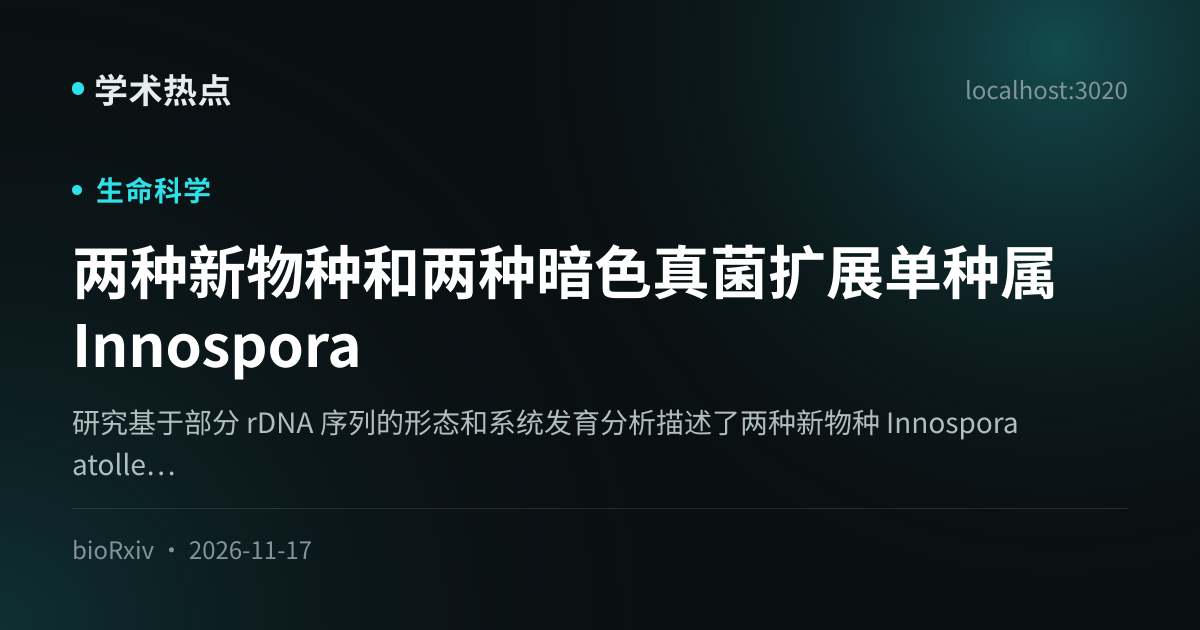 学术热点
localhost:3020
生命科学
两种新物种和两种暗色真菌扩展单种属
Innospora
研究基于部分 rDNA 序列的形态和系统发育分析描述了两种新物种 Innospora
atolle…
bioRxiv · 2026-11-17